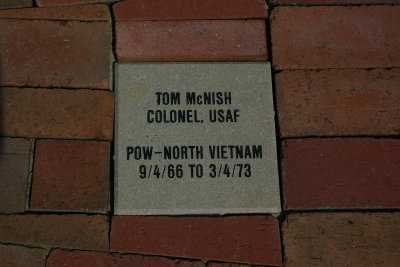 TOM McNISH
COLONEL, USAF
POW-NORTH VIETNAM
9/4/66 TO 3/4/73